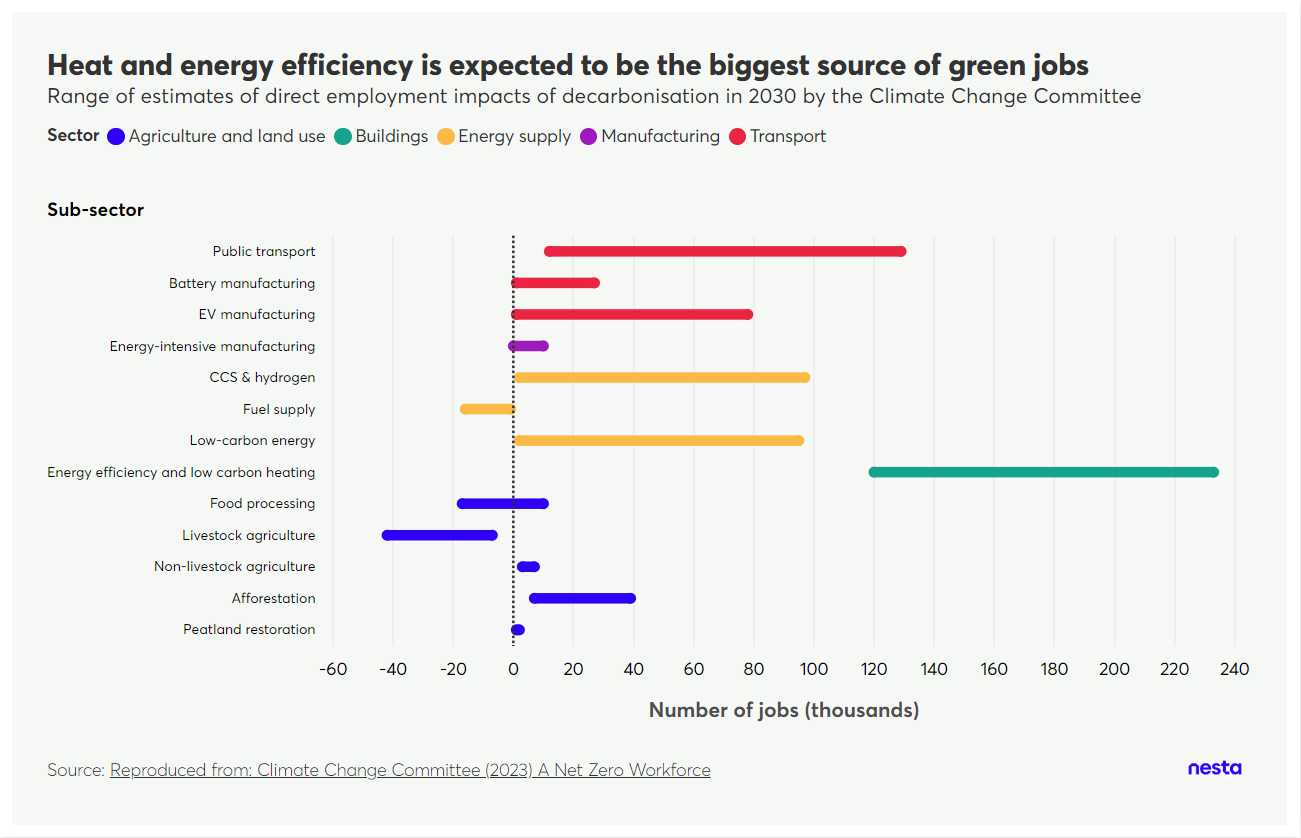 Heat and energy efficiency is expected to be the biggest source of green jobs
Range of estimates of direct employment impacts of decarbonisation in 2030 by the Climate Change Committee
Sector Agriculture and land use Buildings Energy supply Manufacturing Transport
Sub-sector
Public transport
Battery manufacturing
EV manufacturing
Energy-intensive manufacturing
CCS & hydrogen
Fuel supply
Low-carbon energy
Energy efficiency and low carbon heating
Food processing
Livestock agriculture
Non-livestock agriculture
Afforestation
Peatland restoration
-60 -40 -20 0 20 40 60 80 100 120 140 160 180 200 220 240
Number of jobs (thousands)
Source: Reproduced from: Climate Change Committee (2023) A Net Zero Workforce
nesta